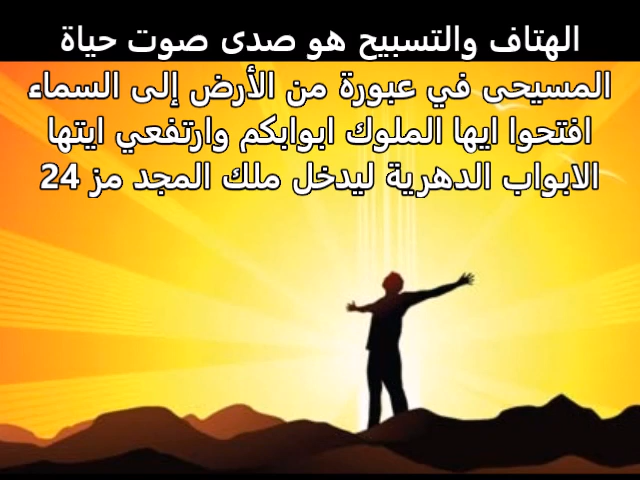 الهتاف والتسبيح هو صدى صوت حياة
المسيحى في عبورة من الأرض إلى السماء
افتحوا ايها الملوك ابوابكم وارتفعي ايتها
الابواب الدهرية ليدخل ملك المجد مز 24